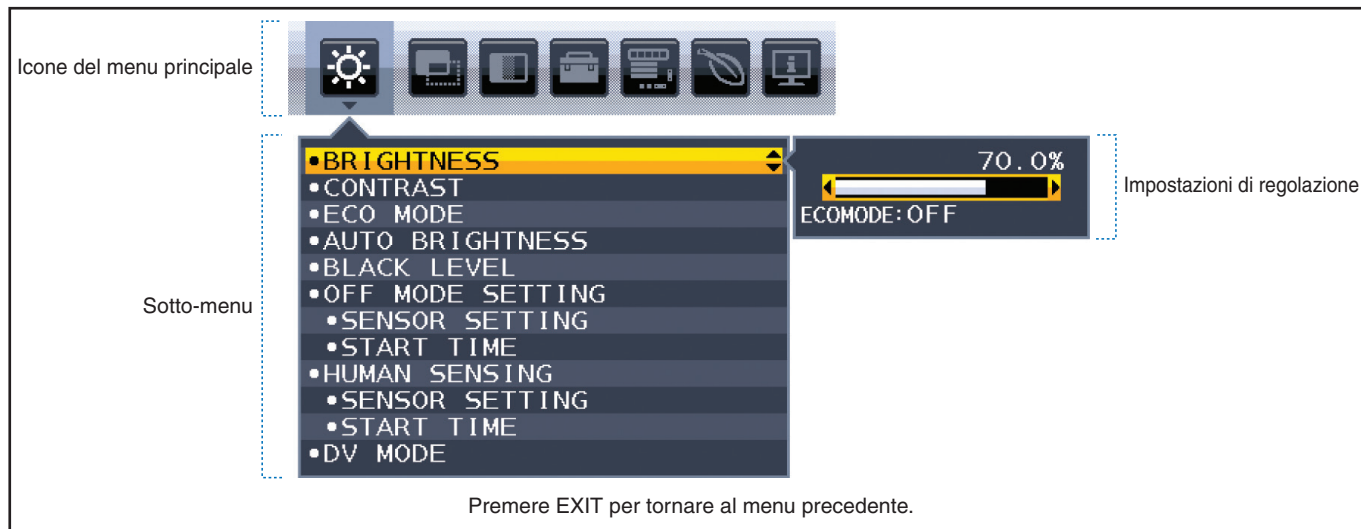 Icone del menu principale
Sotto-menu
•BRIGHTNESS
•CONTRAST
•ECO MODE
•AUTO BRIGHTNESS
•BLACK LEVEL
•OFF MODE SETTING
•SENSOR SETTING
•START TIME
•HUMAN SENSING
•SENSOR SETTING
•START TIME
•DV MODE
70.0%
ECOMODE:OFF
Impostazioni di regolazione
Premere EXIT per tornare al menu precedente.